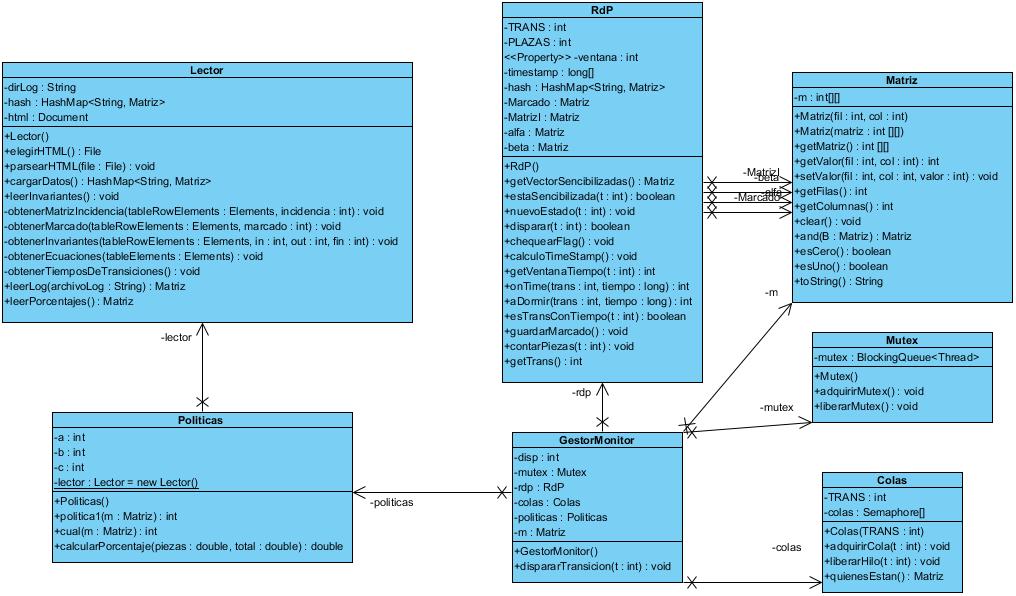 RdP
-TRANS : int
-PLAZAS : int
<<Property>> -ventana : int
-timestamp : long[]
-hash : HashMap<String, Matriz>
-Marcado : Matriz
-MatrizI : Matriz
-alfa : Matriz
-beta : Matriz
+RdP()
+getVectorSencibilizadas() : Matriz
+estaSencibilizada(t : int) : boolean
+nuevoEstado(t : int) : void
+disparar(t : int) : boolean
+chequearFlag() : void
+calculoTimeStamp() : void
+getVentanaTiempo(t : int) : int
+onTime(trans : int, tiempo : long) : int
+aDormir(trans : int, tiempo : long) : int
+esTransConTiempo(t : int) : boolean
+guardarMarcado() : void
+contarPiezas(t : int) : void
+getTrans() : int
Lector
-dirLog : String
-hash : HashMap<String, Matriz>
-html : Document
+Lector()
+elegirHTML() : File
+parsearHTML(file : File) : void
+cargarDatos() : HashMap<String, Matriz>
+leerInvariantes() : void
-obtenerMatrizIncidencia(tableRowElements : Elements, incidencia : int) : void
-obtenerMarcado(tableRowElements : Elements, marcado : int) : void
-obtenerInvariantes(tableRowElements : Elements, in : int, out : int, fin : int) : void
-obtenerEcuaciones(tableElements : Elements) : void
-obtenerTiemposDeTransiciones() : void
+leerLog(archivoLog : String) : Matriz
+leerPorcentajes() : Matriz
Matriz
-m : int[][]
+Matriz(fil : int, col : int)
+Matriz(matriz : int [][])
+getMatriz() : int [][]
+getValor(fil : int, col : int) : int
+setValor(fil : int, col : int, valor : int) : void
+getFilas() : int
+getColumnas() : int
+clear() : void
+and(B : Matriz) : Matriz
+esCero() : boolean
+esUno() : boolean
+toString() : String
-MatrizI
-beta
-alfa
-Marcado
-m
-lector
-rdp
-mutex
Mutex
-mutex : BlockingQueue<Thread>
+Mutex()
+adquirirMutex() : void
+liberarMutex() : void
Politicas
-a : int
-b : int
-c : int
-lector : Lector = new Lector()
+Politicas()
+politica1(m : Matriz) : int
+cual(m : Matriz) : int
+calcularPorcentaje(piezas : double, total : double) : double
-politicas
GestorMonitor
-disp : int
-mutex : Mutex
-rdp : RdP
-colas : Colas
-politicas : Politicas
-m : Matriz
+GestorMonitor()
+dispararTransicion(t : int) : void
-colas
Colas
-TRANS : int
-colas : Semaphore[]
+Colas(TRANS : int)
+adquirirCola(t : int) : void
+liberarHilo(t : int) : void
+quienesEstan() : Matriz